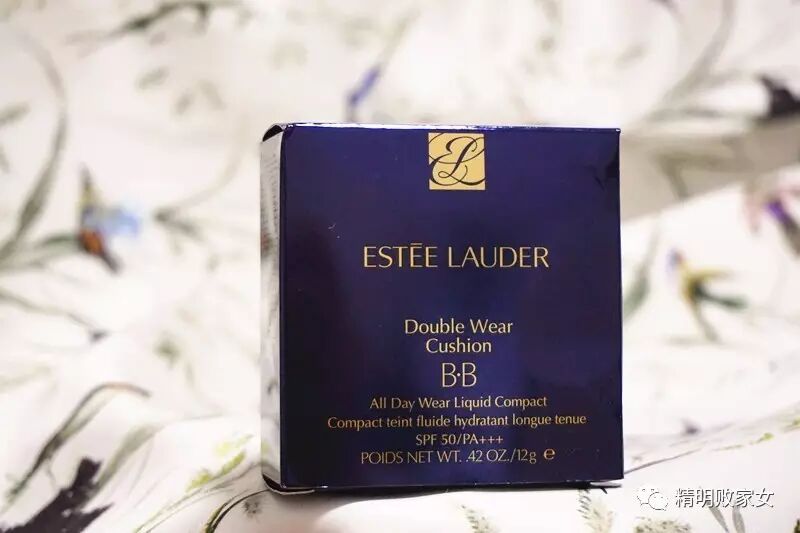 EL
ESTĒE LAUDER
Double Wear
Cushion
B·B
All Day Wear Liquid Compact
Compact teint fluide hydratant longue tenue
SPF 50/PA+++
POIDS NET WT. .42 OZ./12g ℮
精明败家女